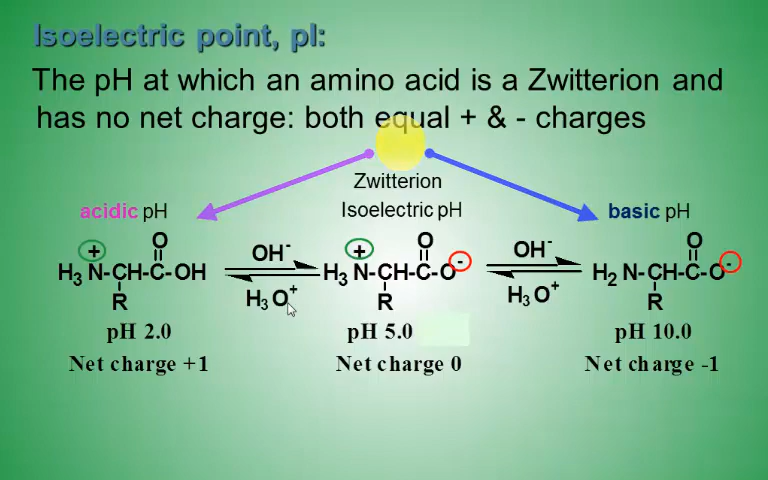 Isoelectric point, pI:
The pH at which an amino acid is a Zwitterion and
has no net charge: both equal + & - charges
Zwitterion
acidic pH Isoelectric pH basic pH
+ O + O - O -
H3 N-CH-C-OH OH- H3 N-CH-C-O OH- H2 N-CH-C-O
R H3 O+ R H3 O+ R
pH 2.0 pH 5.0 pH 10.0
Net charge +1 Net charge 0 Net charge -1